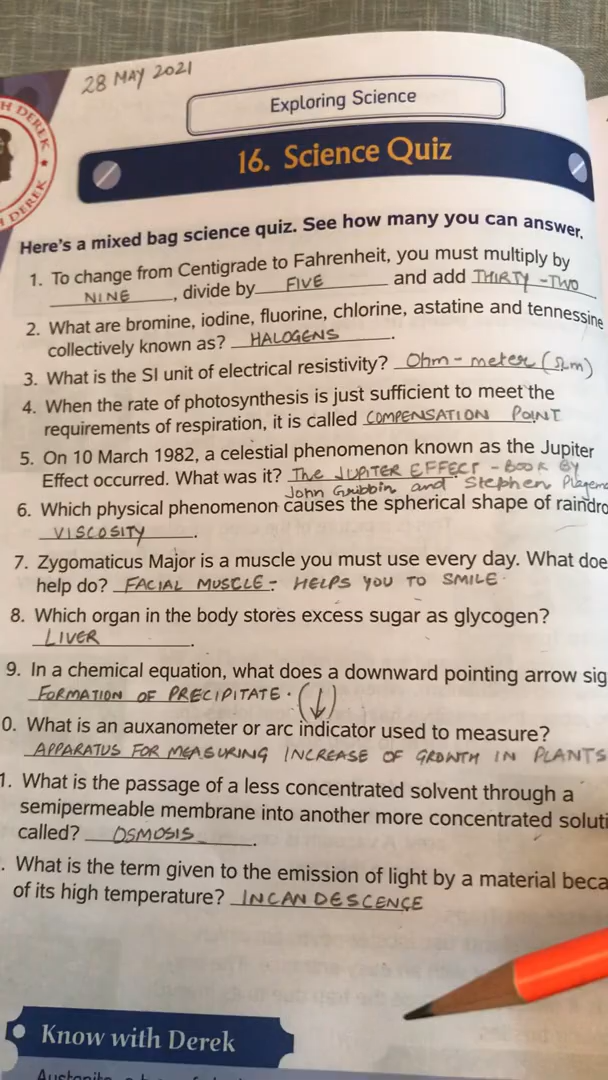 28 MAY 2021
H DEREK
DEREK
Exploring Science
16. Science Quiz
Here's a mixed bag science quiz. See how many you can answer.
1. To change from Centigrade to Fahrenheit, you must multiply by
NINE, divide by FIVE and add THIRTY-TWO.
2. What are bromine, iodine, fluorine, chlorine, astatine and tennessine
collectively known as? HALOGENS.
3. What is the SI unit of electrical resistivity? Ohm-meter (Ωm)
4. When the rate of photosynthesis is just sufficient to meet the
requirements of respiration, it is called COMPENSATION POINT
5. On 10 March 1982, a celestial phenomenon known as the Jupiter
Effect occurred. What was it? The JUPITER EFFECT - BOOK BY
John Gribbin and Stephen Plagem
6. Which physical phenomenon causes the spherical shape of raindro
VISCOSITY.
7. Zygomaticus Major is a muscle you must use every day. What doe
help do? FACIAL MUSCLE - HELPS YOU TO SMILE.
8. Which organ in the body stores excess sugar as glycogen?
LIVER.
9. In a chemical equation, what does a downward pointing arrow sig
FORMATION OF PRECIPITATE. (↓)
0. What is an auxanometer or arc indicator used to measure?
APPARATUS FOR MEASURING INCREASE OF GROWTH IN PLANTS
1. What is the passage of a less concentrated solvent through a
semipermeable membrane into another more concentrated soluti
called? OSMOSIS.
. What is the term given to the emission of light by a material beca
of its high temperature? INCANDESCENCE
Know with Derek